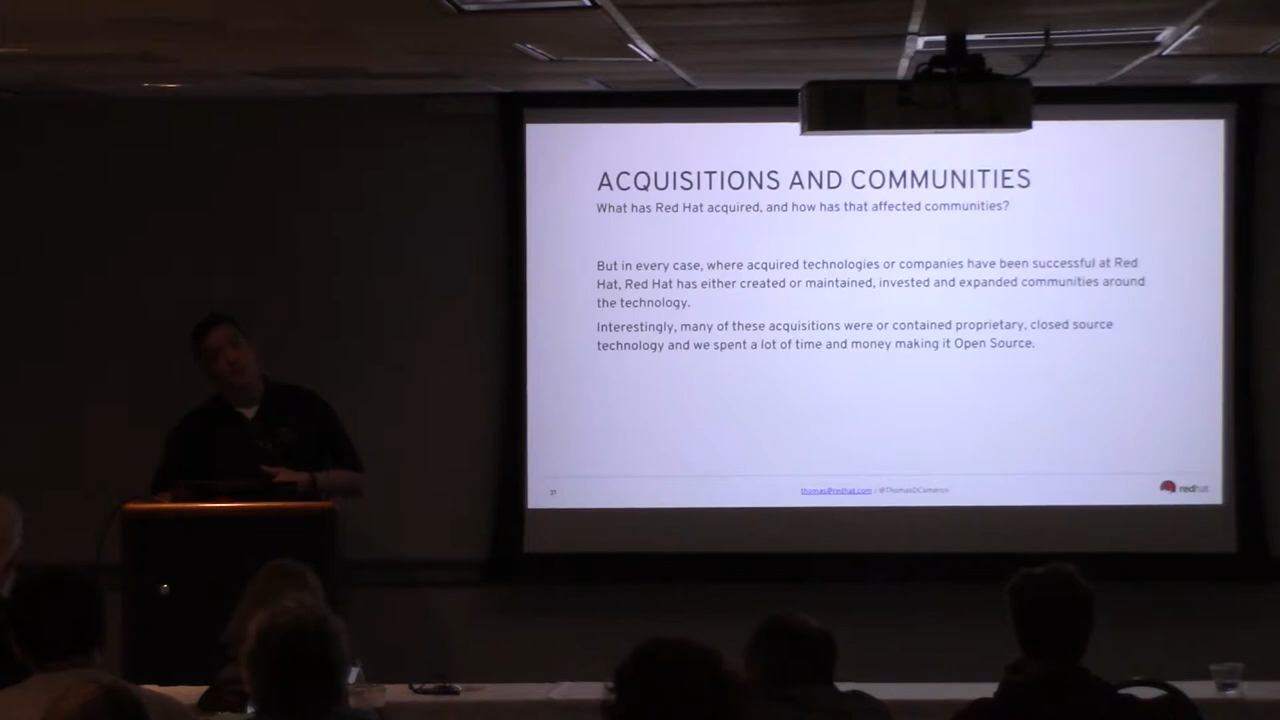 ACQUISITIONS AND COMMUNITIES
What has Red Hat acquired, and how has that affected communities?
But in every case, where acquired technologies or companies have been successful at Red
Hat, Red Hat has either created or maintained, invested and expanded communities around
the technology.
Interestingly, many of these acquisitions were or contained proprietary, closed source
technology and we spent a lot of time and money making it Open Source.
31
thomas@redhat.com / @ThomasDCameron
redhat